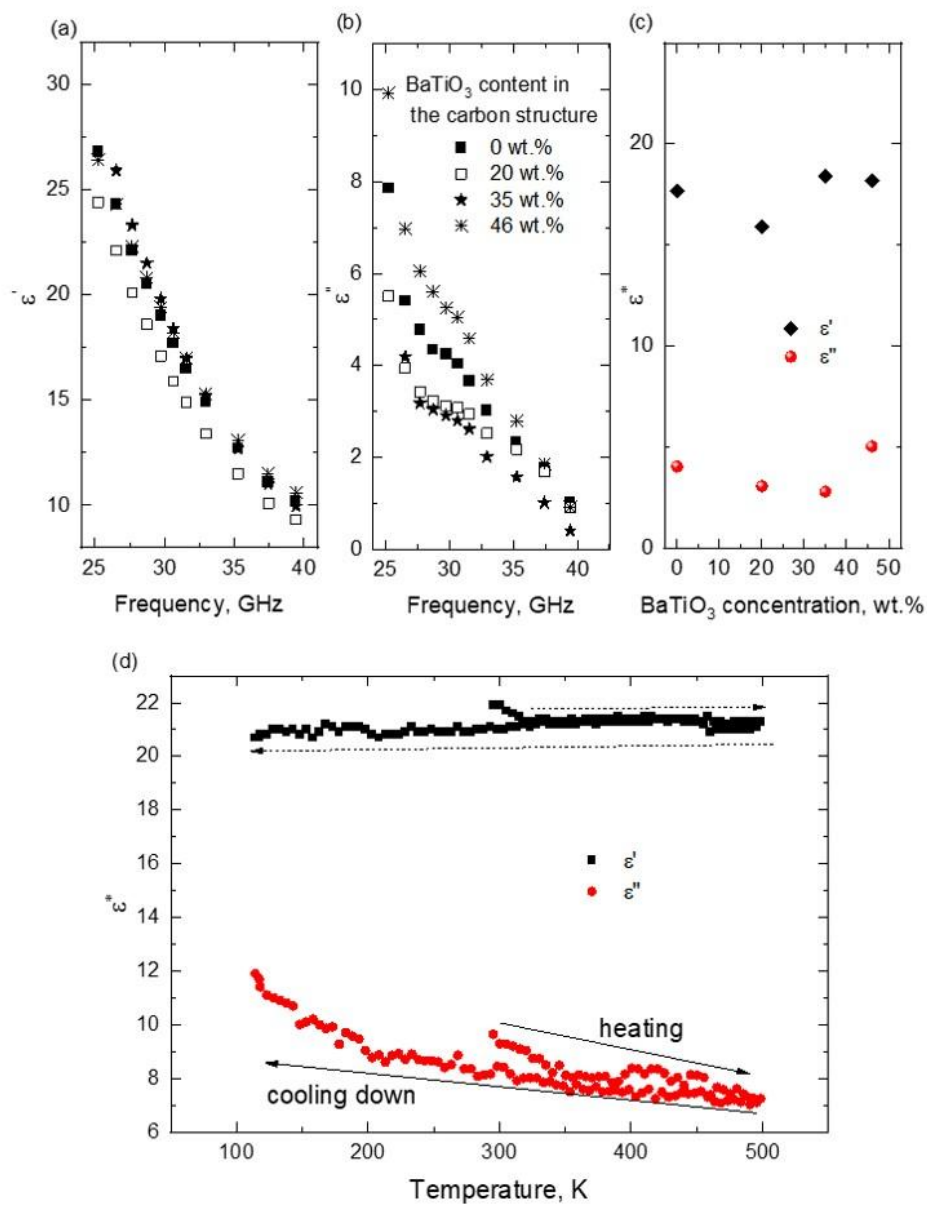 (a)
ε'
30
25
20
15
10
25 30 35 40
Frequency, GHz
(b)
ε"
10
8
6
4
2
0
BaTiO₃ content in
the carbon structure
0 wt.%
20 wt.%
35 wt.%
46 wt.%
25 30 35 40
Frequency, GHz
(c)
ε*
20
10
0
ε'
ε"
0 10 20 30 40 50
BaTiO₃ concentration, wt.%
(d)
ε*
22
20
18
16
14
12
10
8
6
ε'
ε"
heating
cooling down
100 200 300 400 500
Temperature, K